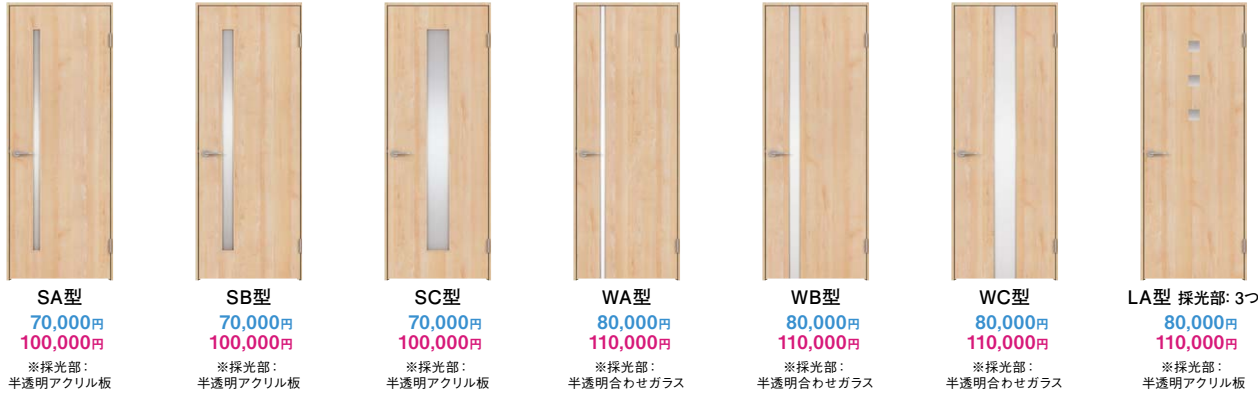 SA型
70,000円
100,000円
※採光部：
半透明アクリル板
SB型
70,000円
100,000円
※採光部：
半透明アクリル板
SC型
70,000円
100,000円
※採光部：
半透明アクリル板
WA型
80,000円
110,000円
※採光部：
半透明合わせガラス
WB型
80,000円
110,000円
※採光部：
半透明合わせガラス
WC型
80,000円
110,000円
※採光部：
半透明合わせガラス
LA型 採光部: 3つ
80,000円
110,000円
※採光部：
半透明アクリル板